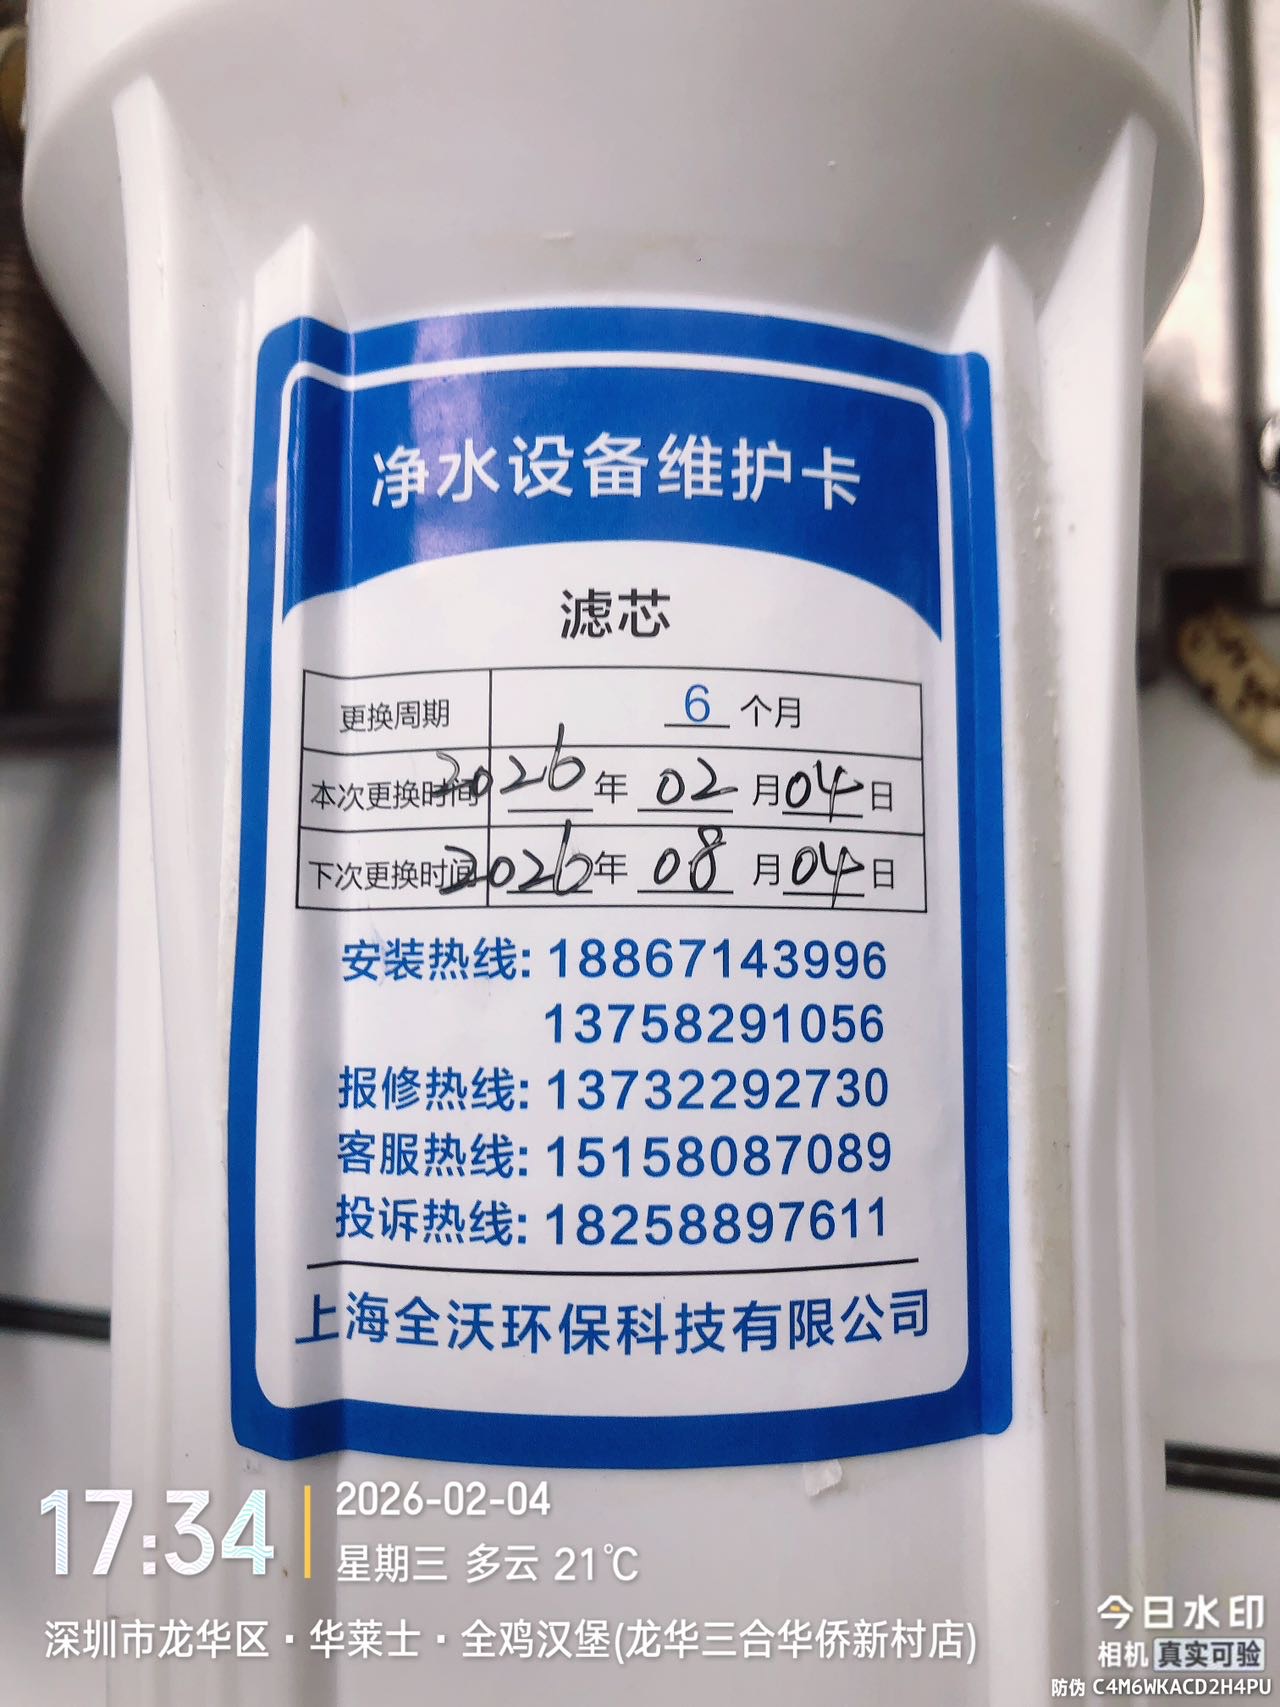 净水设备维护卡
滤芯
更换周期 6 个月
本次更换时间 2026 年 02 月 04 日
下次更换时间 2026 年 08 月 04 日
安装热线: 18867143996
13758291056
报修热线: 13732292730
客服热线: 15158087089
投诉热线: 18258897611
上海全沃环保科技有限公司
17:34
2026-02-04
星期三 多云 21℃
深圳市龙华区·华莱士·全鸡汉堡(龙华三合华侨新村店)
今日水印
相机 真实可验
防伪 C4M6WKACD2H4PU